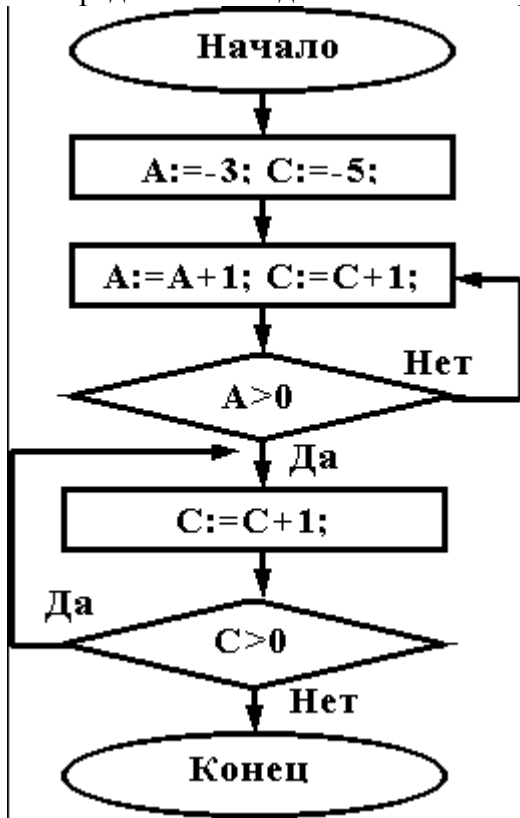 Начало
A:=-3; C:=-5;
A:=A+1; C:=C+1;
Нет
A>0
Да
C:=C+1;
Да
C>0
Нет
Конец